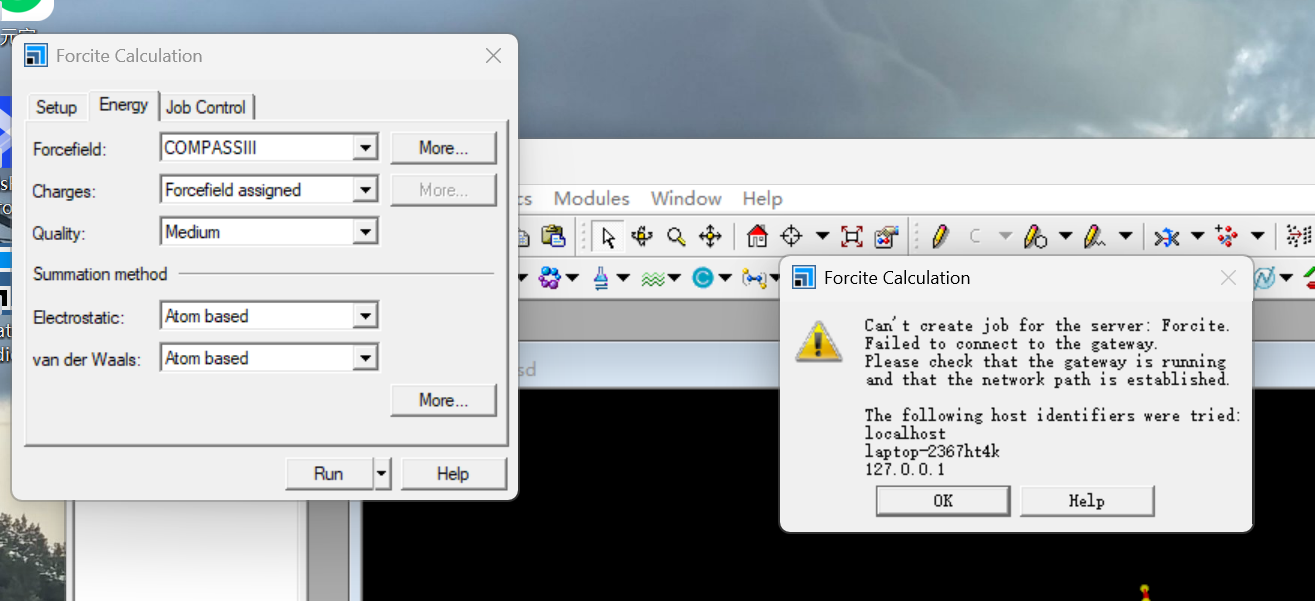 Forcite Calculation
Setup Energy Job Control
Forcefield: COMPASSIII More...
Charges: Forcefield assigned More...
Quality: Medium
Summation method
Electrostatic: Atom based
van der Waals: Atom based
More...
Run Help
cs Modules Window Help
sd
Forcite Calculation
Can't create job for the server: Forcite.
Failed to connect to the gateway.
Please check that the gateway is running
and that the network path is established.
The following host identifiers were tried:
localhost
laptop-2367ht4k
127.0.0.1
OK Help